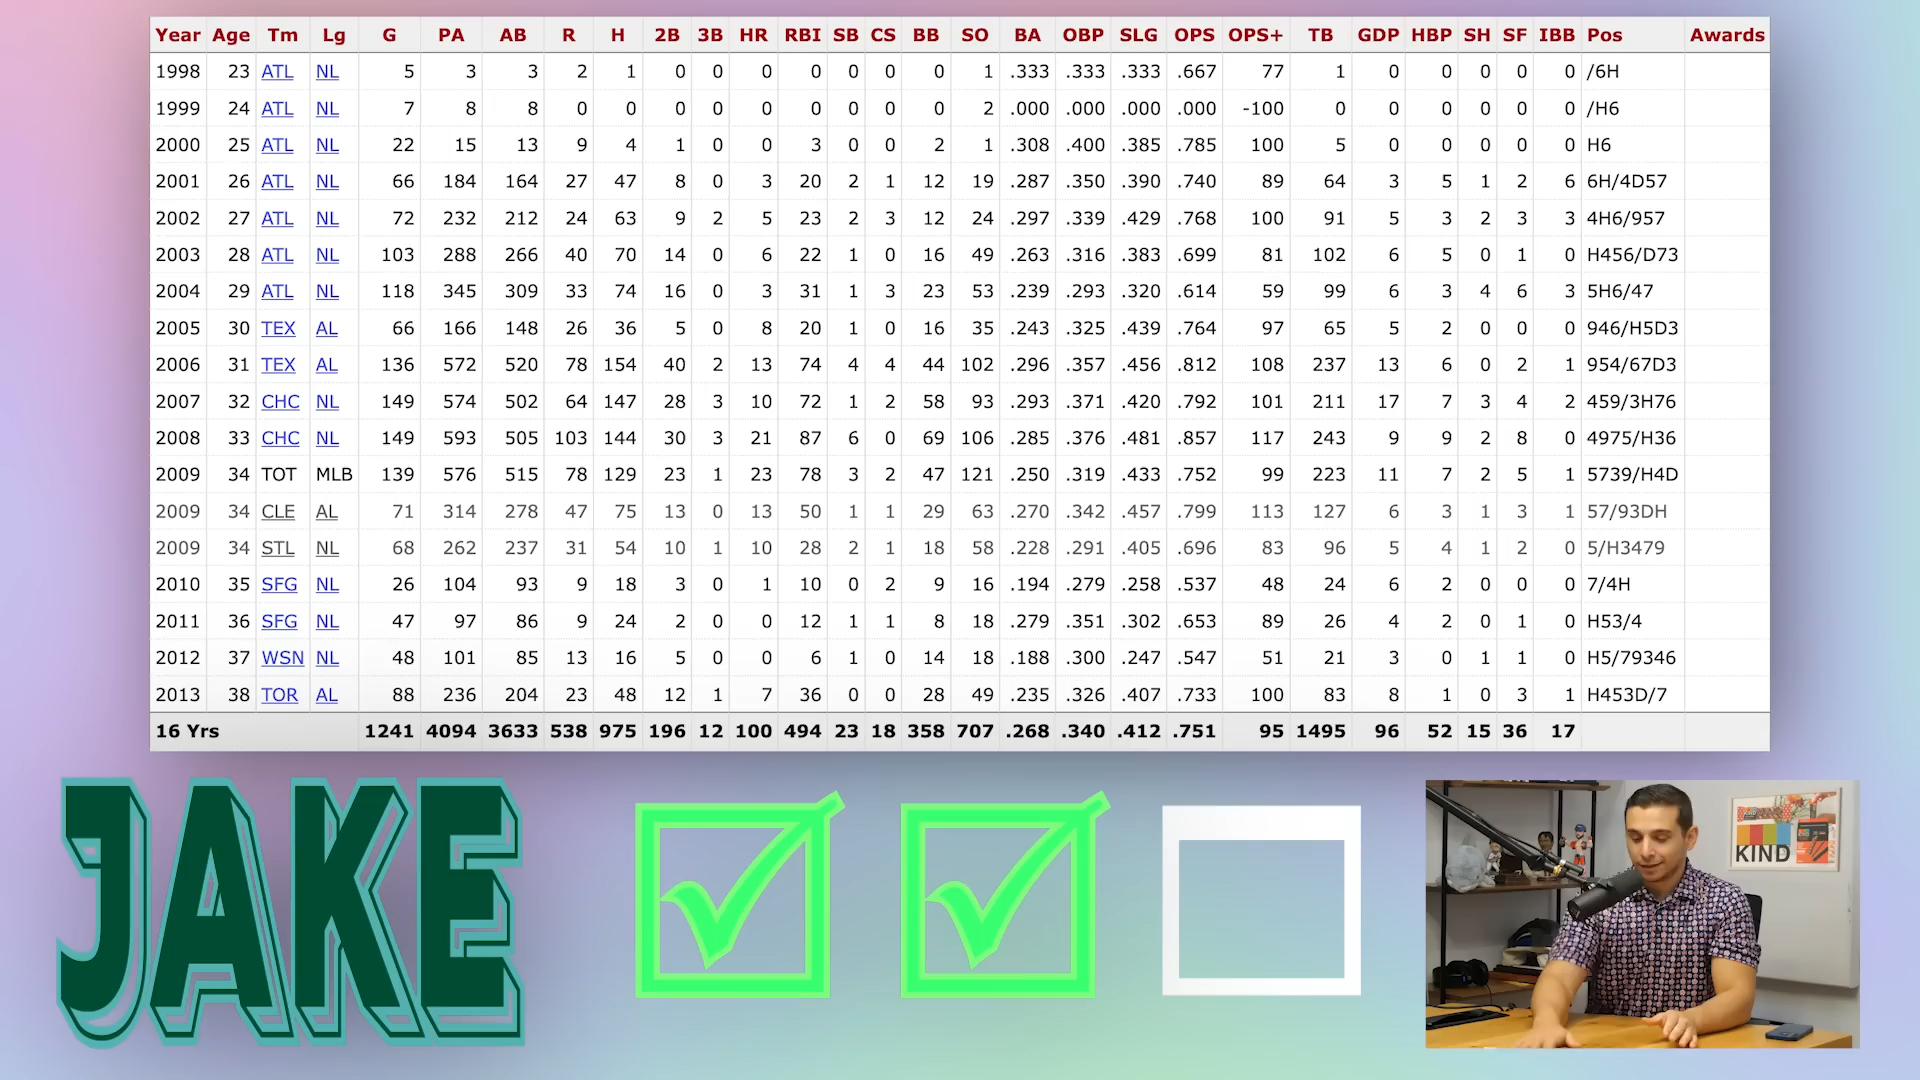 Year Age Tm Lg G PA AB R H 2B 3B HR RBI SB CS BB SO BA OBP SLG OPS OPS+ TB GDP HBP SH SF IBB Pos Awards
1998 23 ATL NL 5 3 3 2 1 0 0 0 0 0 0 0 1 .333 .333 .333 .667 77 1 0 0 0 0 0 /6H
1999 24 ATL NL 7 8 8 0 0 0 0 0 0 0 0 0 2 .000 .000 .000 .000 -100 0 0 0 0 0 0 /H6
2000 25 ATL NL 22 15 13 9 4 1 0 0 3 0 0 2 1 .308 .400 .385 .785 100 5 0 0 0 0 0 H6
2001 26 ATL NL 66 184 164 27 47 8 0 3 20 2 1 12 19 .287 .350 .390 .740 89 64 3 5 1 2 6 6H/4D57
2002 27 ATL NL 72 232 212 24 63 9 2 5 23 2 3 12 24 .297 .339 .429 .768 100 91 5 3 2 3 3 4H6/957
2003 28 ATL NL 103 288 266 40 70 14 0 6 22 1 0 16 49 .263 .316 .383 .699 81 102 6 5 0 1 0 H456/D73
2004 29 ATL NL 118 345 309 33 74 16 0 3 31 1 3 23 53 .239 .293 .320 .614 59 99 6 3 4 6 3 5H6/47
2005 30 TEX AL 66 166 148 26 36 5 0 8 20 1 0 16 35 .243 .325 .439 .764 97 65 5 2 0 0 0 946/H5D3
2006 31 TEX AL 136 572 520 78 154 40 2 13 74 4 4 44 102 .296 .357 .456 .812 108 237 13 6 0 2 1 954/67D3
2007 32 CHC NL 149 574 502 64 147 28 3 10 72 1 2 58 93 .293 .371 .420 .792 101 211 17 7 3 4 2 459/3H76
2008 33 CHC NL 149 593 505 103 144 30 3 21 87 6 0 69 106 .285 .376 .481 .857 117 243 9 9 2 8 0 4975/H36
2009 34 TOT MLB 139 576 515 78 129 23 1 23 78 3 2 47 121 .250 .319 .433 .752 99 223 11 7 2 5 1 5739/H4D
2009 34 CLE AL 71 314 278 47 75 13 0 13 50 1 1 29 63 .270 .342 .457 .799 113 127 6 3 1 3 1 57/93DH
2009 34 STL NL 68 262 237 31 54 10 1 10 28 2 1 18 58 .228 .291 .405 .696 83 96 5 4 1 2 0 5/H3479
2010 35 SFG NL 26 104 93 9 18 3 0 1 10 0 2 9 16 .194 .279 .258 .537 48 24 6 2 0 0 0 7/4H
2011 36 SFG NL 47 97 86 9 24 2 0 0 12 1 1 8 18 .279 .351 .302 .653 89 26 4 2 0 1 0 H53/4
2012 37 WSN NL 48 101 85 13 16 5 0 0 6 1 0 14 18 .188 .300 .247 .547 51 21 3 0 1 1 0 H5/79346
2013 38 TOR AL 88 236 204 23 48 12 1 7 36 0 0 28 49 .235 .326 .407 .733 100 83 8 1 0 3 1 H453D/7
16 Yrs 1241 4094 3633 538 975 196 12 100 494 23 18 358 707 .268 .340 .412 .751 95 1495 96 52 15 36 17
JAKE
KIND